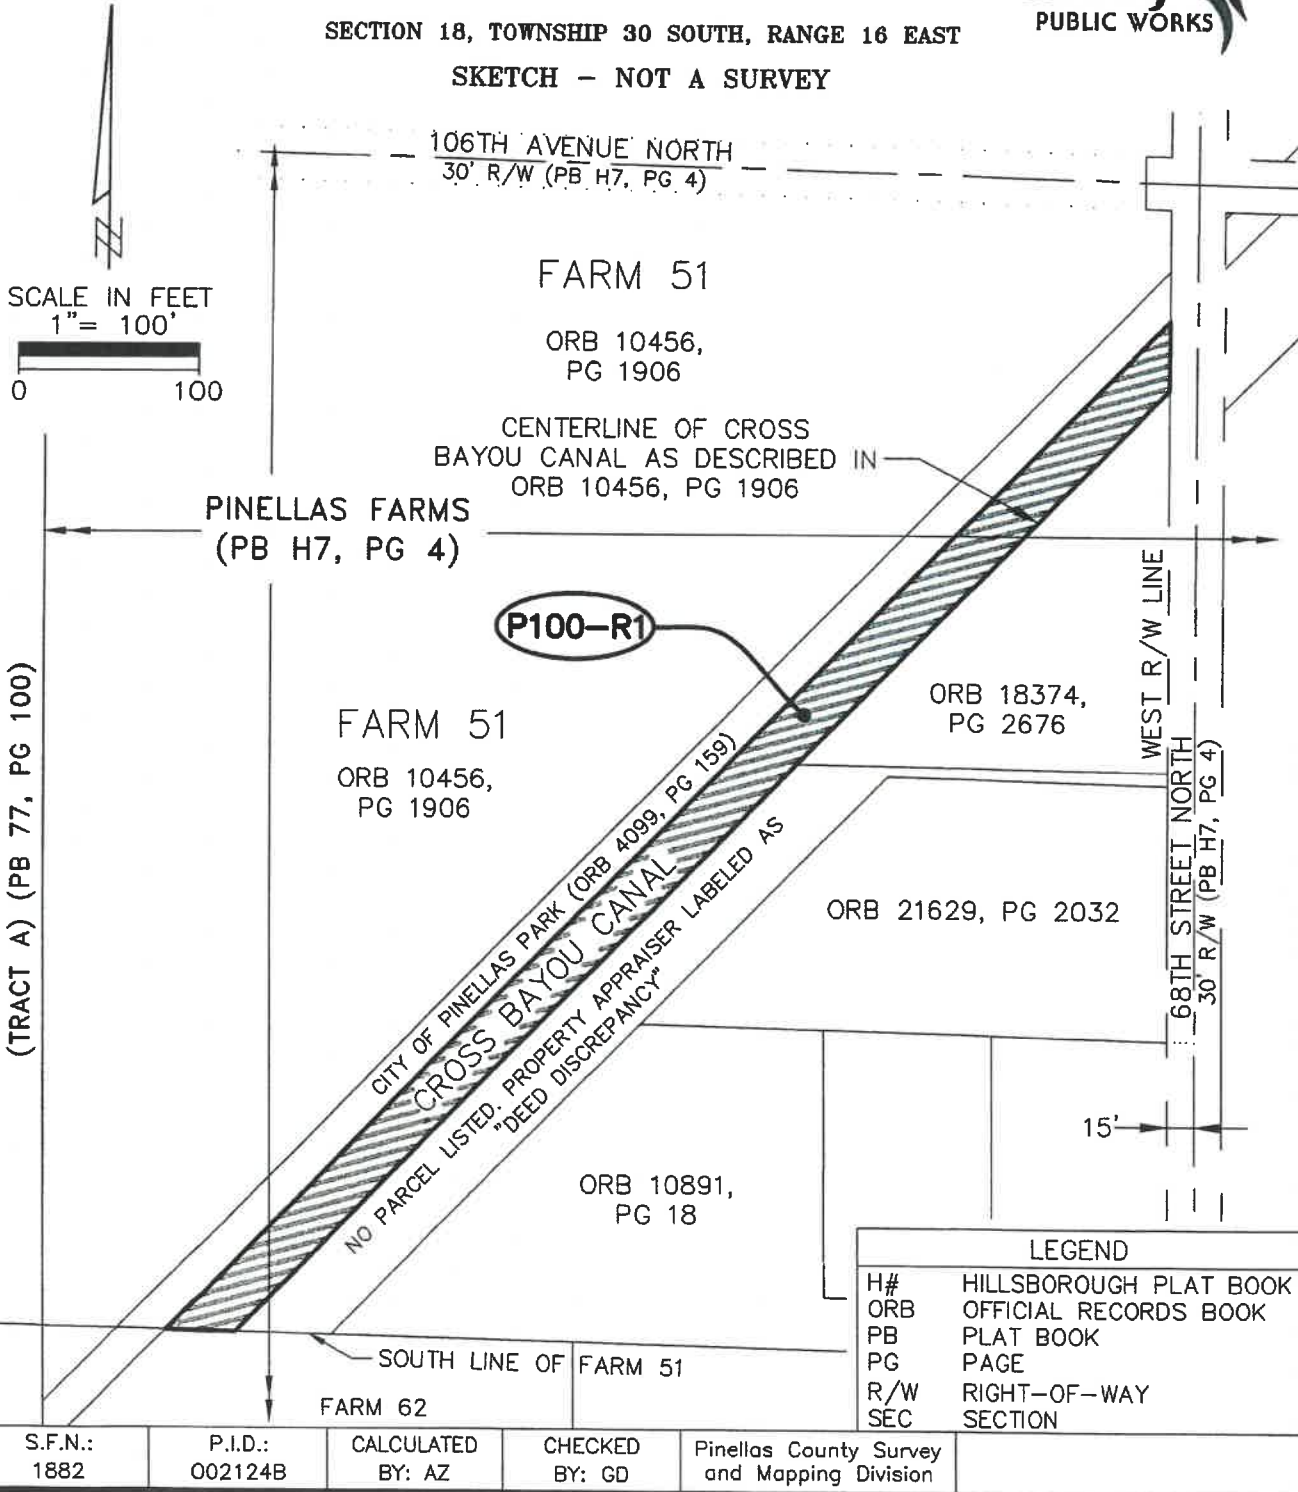 PUBLIC WORKS
SECTION 18, TOWNSHIP 30 SOUTH, RANGE 16 EAST
SKETCH – NOT A SURVEY
N
SCALE IN FEET
1"= 100'
0 100
106TH AVENUE NORTH
30' R/W (PB H7, PG 4)
FARM 51
ORB 10456,
PG 1906
CENTERLINE OF CROSS
BAYOU CANAL AS DESCRIBED IN
ORB 10456, PG 1906
PINELLAS FARMS
(PB H7, PG 4)
P100–R1
(TRACT A) (PB 77, PG 100)
FARM 51
ORB 10456,
PG 1906
CITY OF PINELLAS PARK (ORB 4099, PG 159)
CROSS BAYOU CANAL
NO PARCEL LISTED. PROPERTY APPRAISER LABELED AS
"DEED DISCREPANCY"
ORB 18374,
PG 2676
WEST R/W LINE
68TH STREET NORTH
30' R/W (PB H7, PG 4)
ORB 21629, PG 2032
15'
ORB 10891,
PG 18
SOUTH LINE OF FARM 51
FARM 62
LEGEND
H# HILLSBOROUGH PLAT BOOK
ORB OFFICIAL RECORDS BOOK
PB PLAT BOOK
PG PAGE
R/W RIGHT–OF–WAY
SEC SECTION
S.F.N.:
1882
P.I.D.:
002124B
CALCULATED
BY: AZ
CHECKED
BY: GD
Pinellas County Survey
and Mapping Division